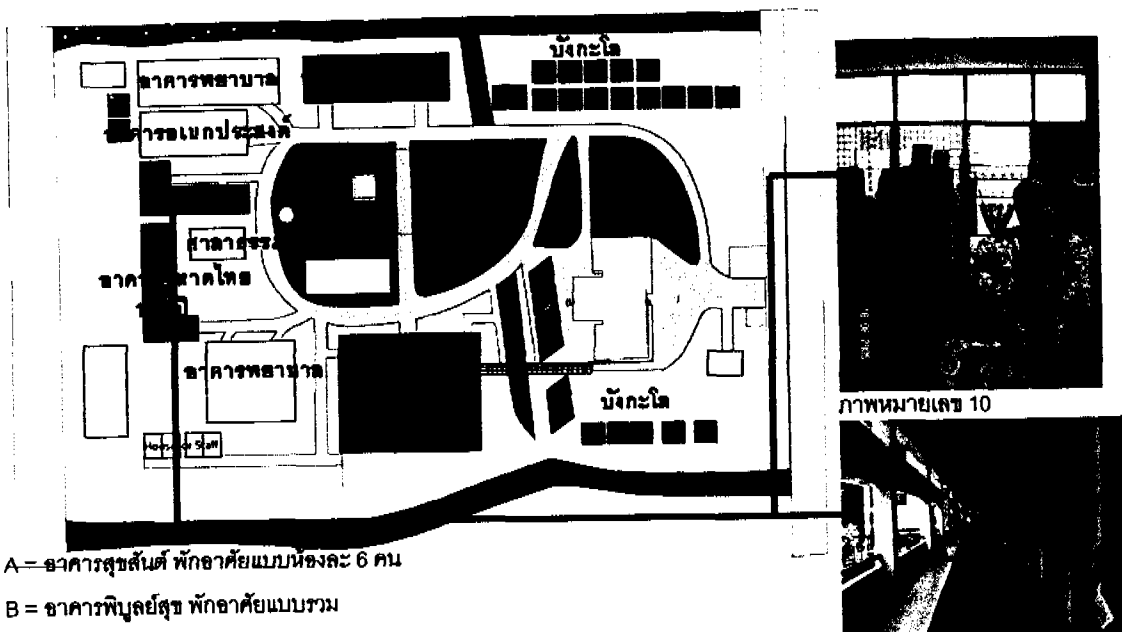 บังกะโล
อาคารพยาบาล
อาคารอเนกประสงค์
ศาลาธรร
อาคาร
าดไทย
อาคารพยาบาล
บังกะโล
Staff
ภาพหมายเลข 10
A = อาคารสุขสันต์ พักอาศัยแบบห้องละ 6 คน
B = อาคารพิบูลย์สุข พักอาศัยแบบรวม